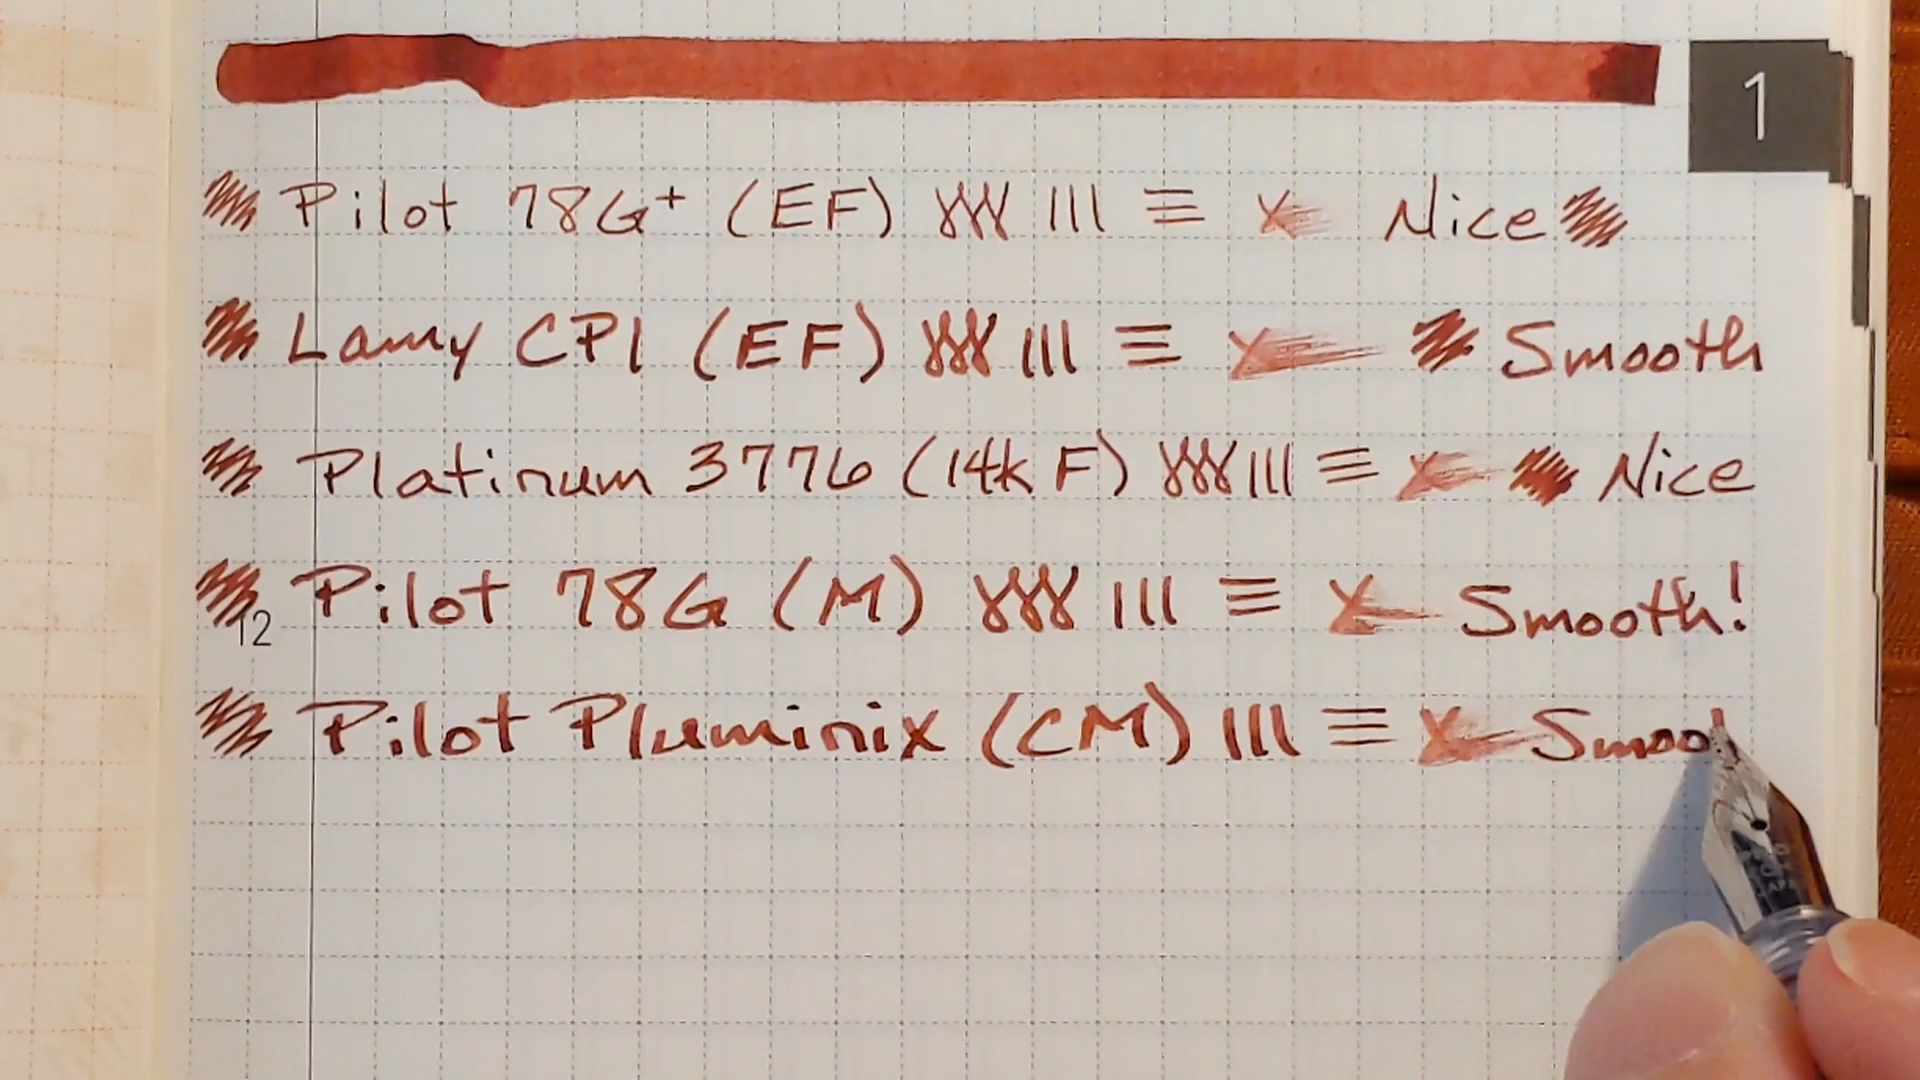 1
Pilot 78G+ (EF) Nice
Lamy CP1 (EF) Smooth
Platinum 3776 (14k F) Nice
Pilot 78G (M) Smooth!
12
Pilot Pluminix (CM) Smoo